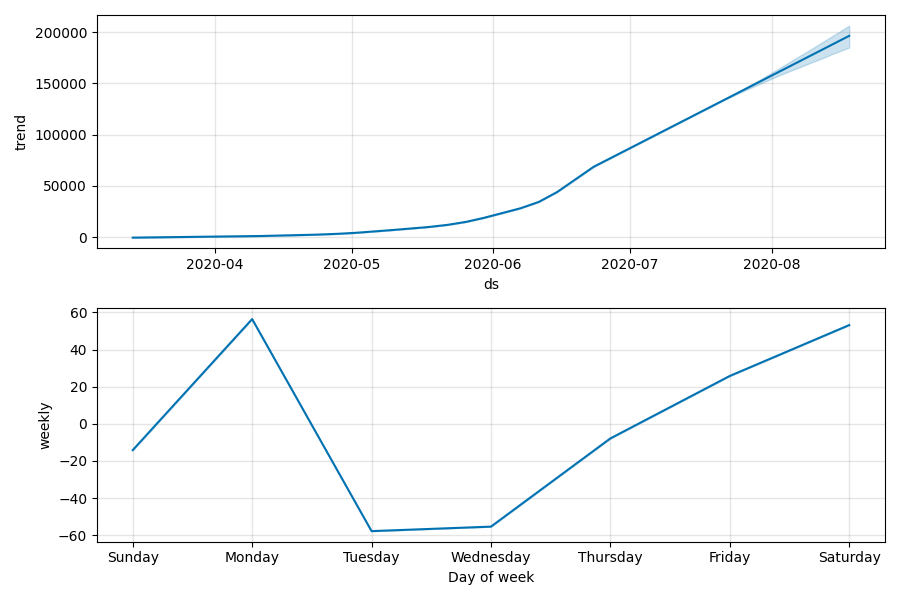 200000
150000
100000
50000
0
trend
2020-04 2020-05 2020-06 2020-07 2020-08
ds
60
40
20
0
−20
−40
−60
weekly
Sunday Monday Tuesday Wednesday Thursday Friday Saturday
Day of week